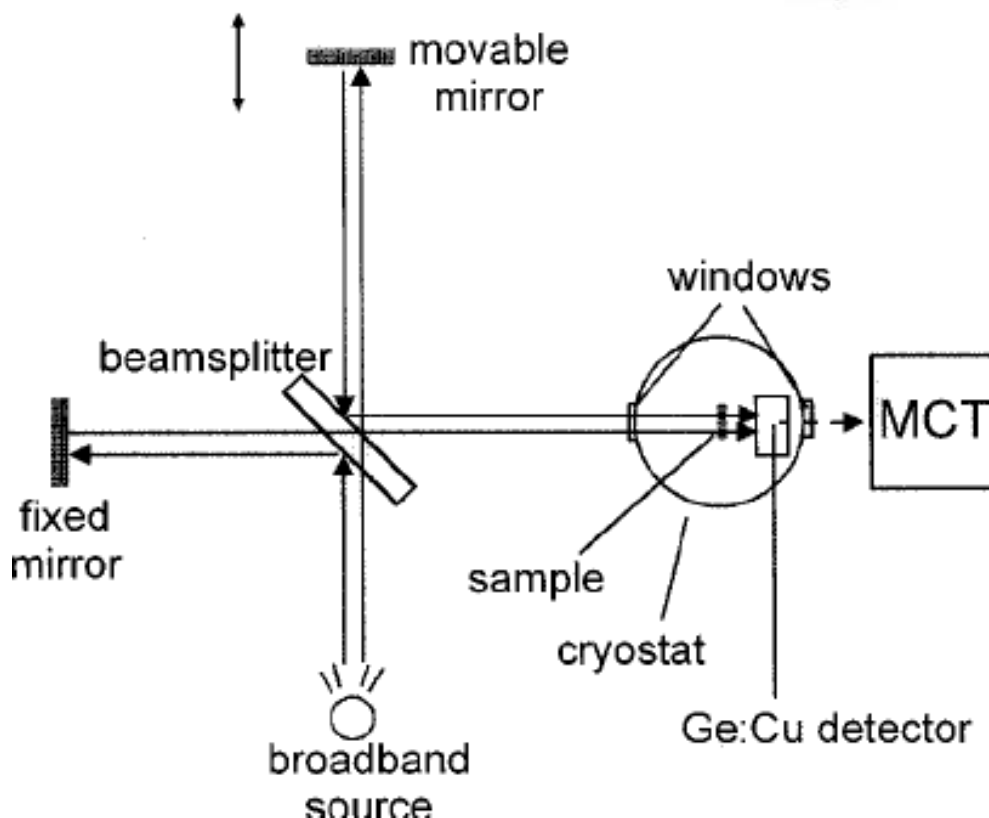 movable
mirror
windows
beamsplitter
MCT
fixed
mirror
sample
cryostat
Ge:Cu detector
broadband
source